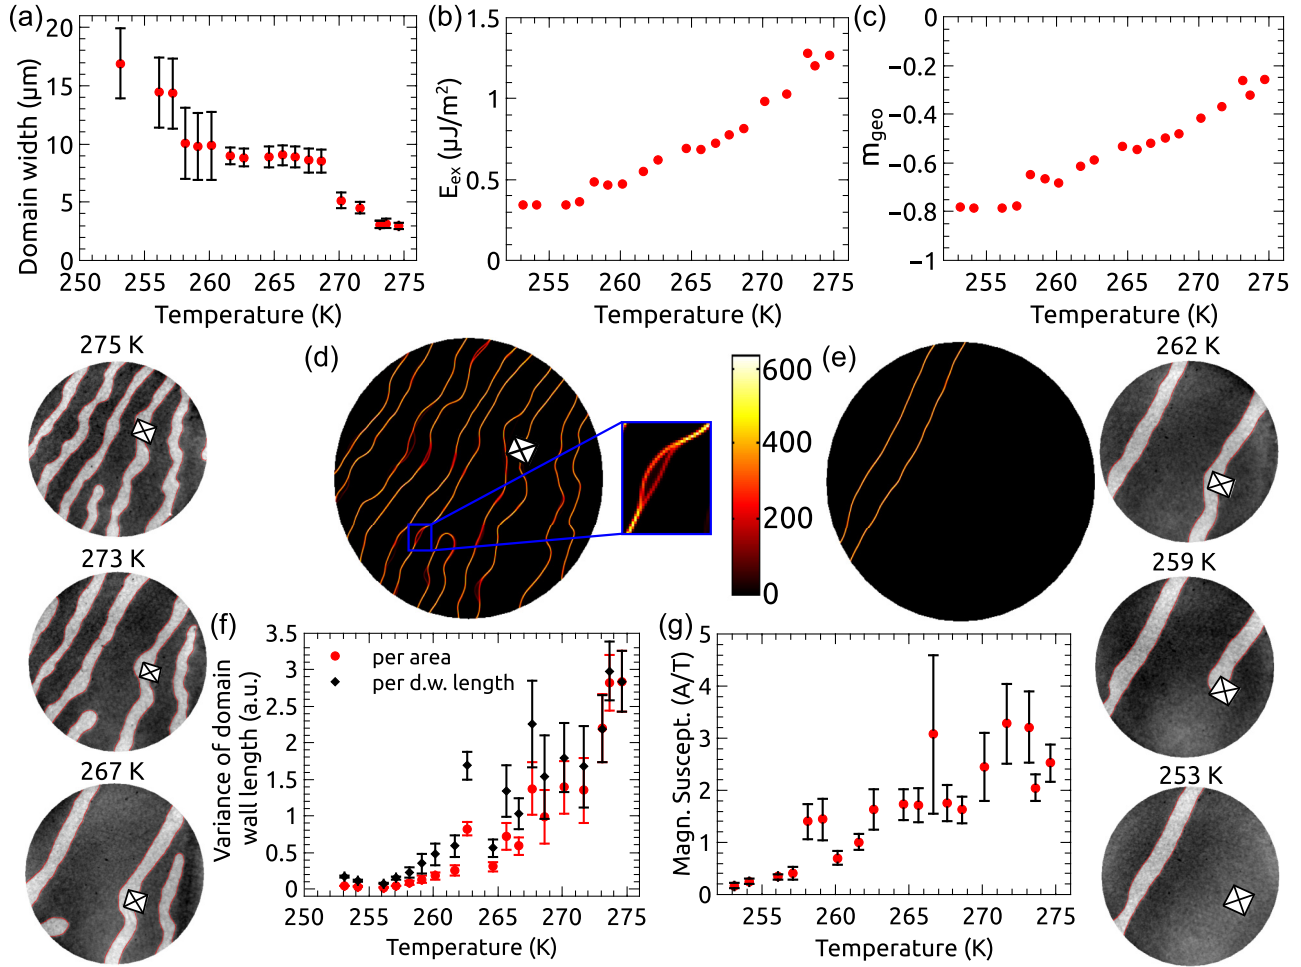 (a)
20
15
10
5
0
Domain width (μm)
250 255 260 265 270 275
Temperature (K)
(b)
1.5
1
0.5
0
Eex (μJ/m²)
255 260 265 270 275
Temperature (K)
(c)
0
−0.2
−0.4
−0.6
−0.8
−1
mgeo
255 260 265 270 275
Temperature (K)
275 K
273 K
267 K
(d)
600
400
200
0
(e)
262 K
259 K
253 K
(f)
3.5
3
2.5
2
1.5
1
0.5
0
Variance of domain
wall length (a.u.)
per area
per d.w. length
250 255 260 265 270 275
Temperature (K)
(g)
5
4
3
2
1
0
Magn. Suscept. (A/T)
255 260 265 270 275
Temperature (K)